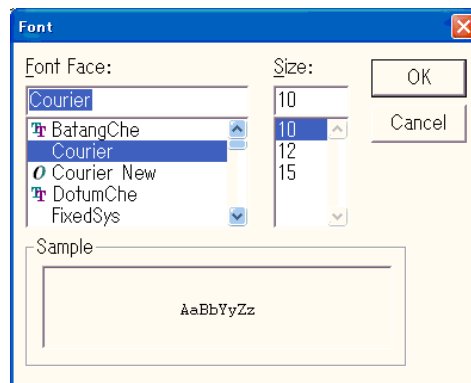 Font
Font Face:
Size:
Courier
10
OK
BatangChe
Courier
Courier New
DotumChe
FixedSys
10
12
15
Cancel
Sample
AaBbYyZz